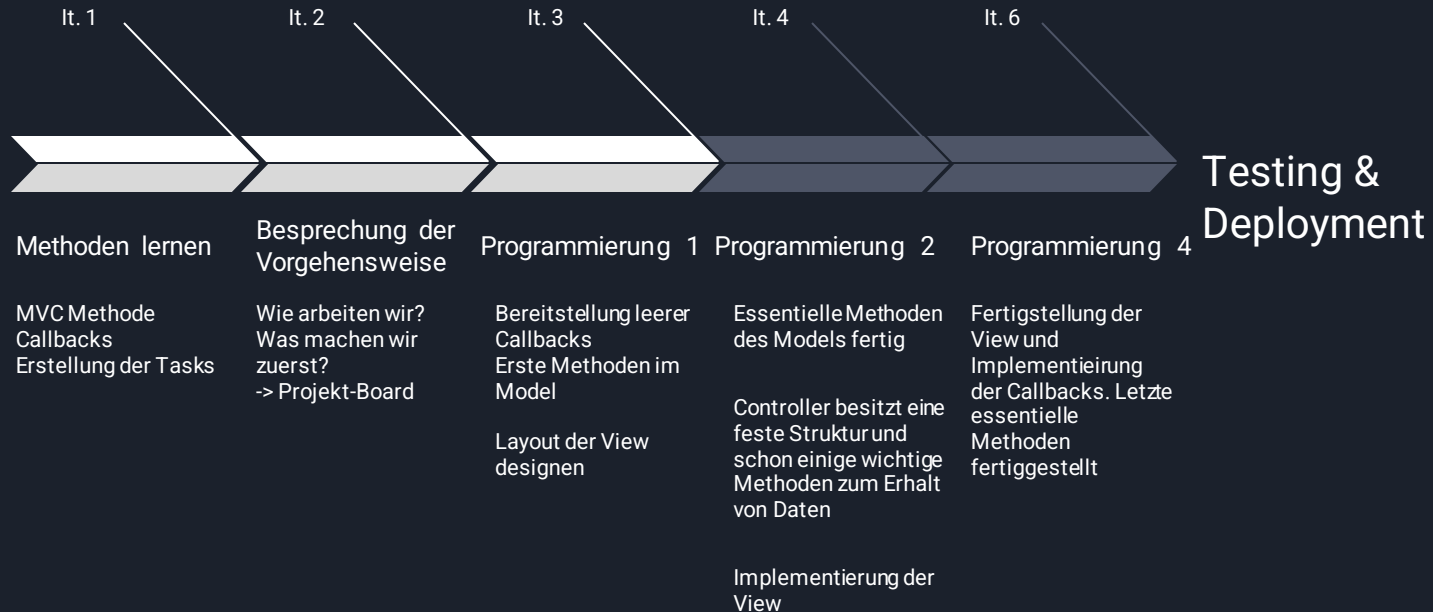 It. 1
It. 2
It. 3
It. 4
It. 6
Testing &
Deployment
Methoden lernen
MVC Methode
Callbacks
Erstellung der Tasks
Besprechung der
Vorgehensweise
Wie arbeiten wir?
Was machen wir
zuerst?
-> Projekt-Board
Programmierung 1
Bereitstellung leerer
Callbacks
Erste Methoden im
Model
Layout der View
designen
Programmierung 2
Essentielle Methoden
des Models fertig
Controller besitzt eine
feste Struktur und
schon einige wichtige
Methoden zum Erhalt
von Daten
Implementierung der
View
Programmierung 4
Fertigstellung der
View und
Implementieirung
der Callbacks. Letzte
essentielle
Methoden
fertiggestellt